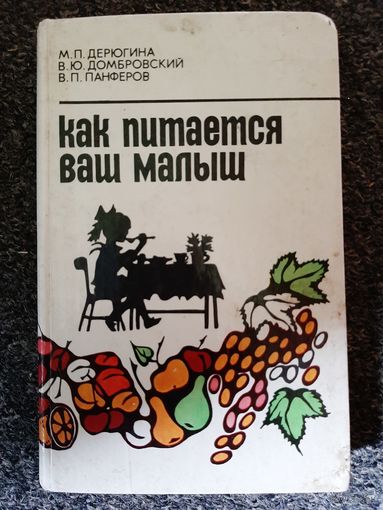 М.П. ДЕРЮГИНА
В.Ю. ДОМБРОВСКИЙ
В.П. ПАНФЕРОВ
как питается
ваш малыш